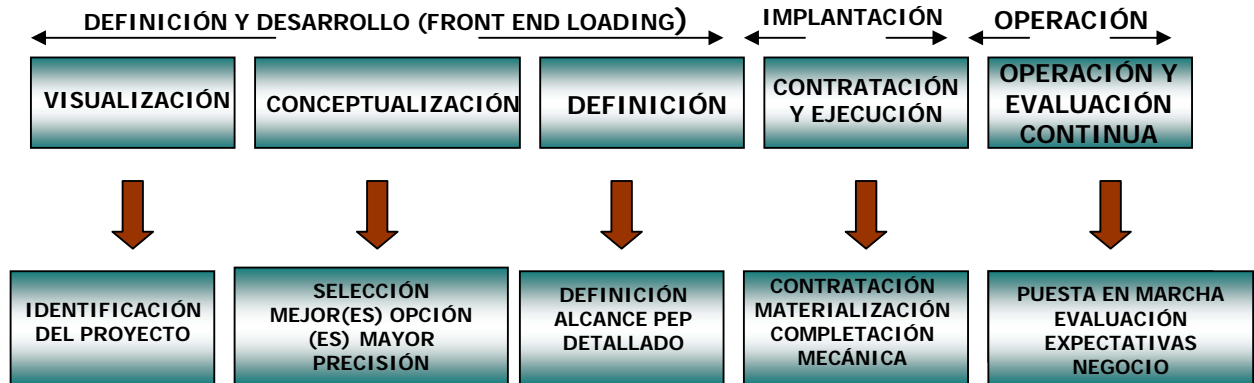 DEFINICIÓN Y DESARROLLO (FRONT END LOADING)
IMPLANTACIÓN
OPERACIÓN
VISUALIZACIÓN
CONCEPTUALIZACIÓN
DEFINICIÓN
CONTRATACIÓN
Y EJECUCIÓN
OPERACIÓN Y
EVALUACIÓN
CONTINUA
IDENTIFICACIÓN
DEL PROYECTO
SELECCIÓN
MEJOR(ES) OPCIÓN
(ES) MAYOR
PRECISIÓN
DEFINICIÓN
ALCANCE PEP
DETALLADO
CONTRATACIÓN
MATERIALIZACIÓN
COMPLETACIÓN
MECÁNICA
PUESTA EN MARCHA
EVALUACIÓN
EXPECTATIVAS
NEGOCIO